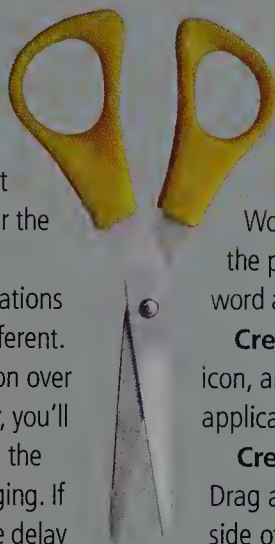 t
r the
ations
ferent.
on over
, you'll
the
ging. If
e delay
Wo
the p
word a
Cre
icon, a
applica
Cre
Drag a
side of